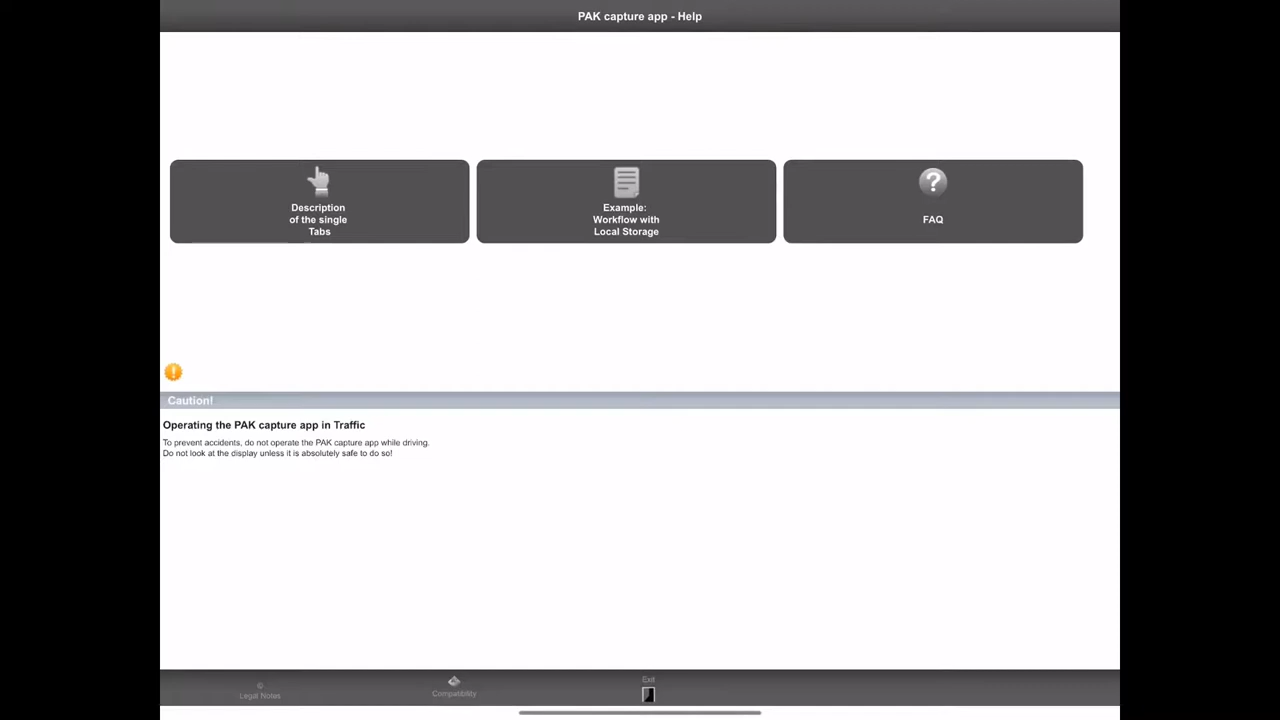 PAK capture app - Help
Description
of the single
Tabs
Example:
Workflow with
Local Storage
?
FAQ
!
Caution!
Operating the PAK capture app in Traffic
To prevent accidents, do not operate the PAK capture app while driving.
Do not look at the display unless it is absolutely safe to do so!
©
Legal Notes
Compatibility
Exit